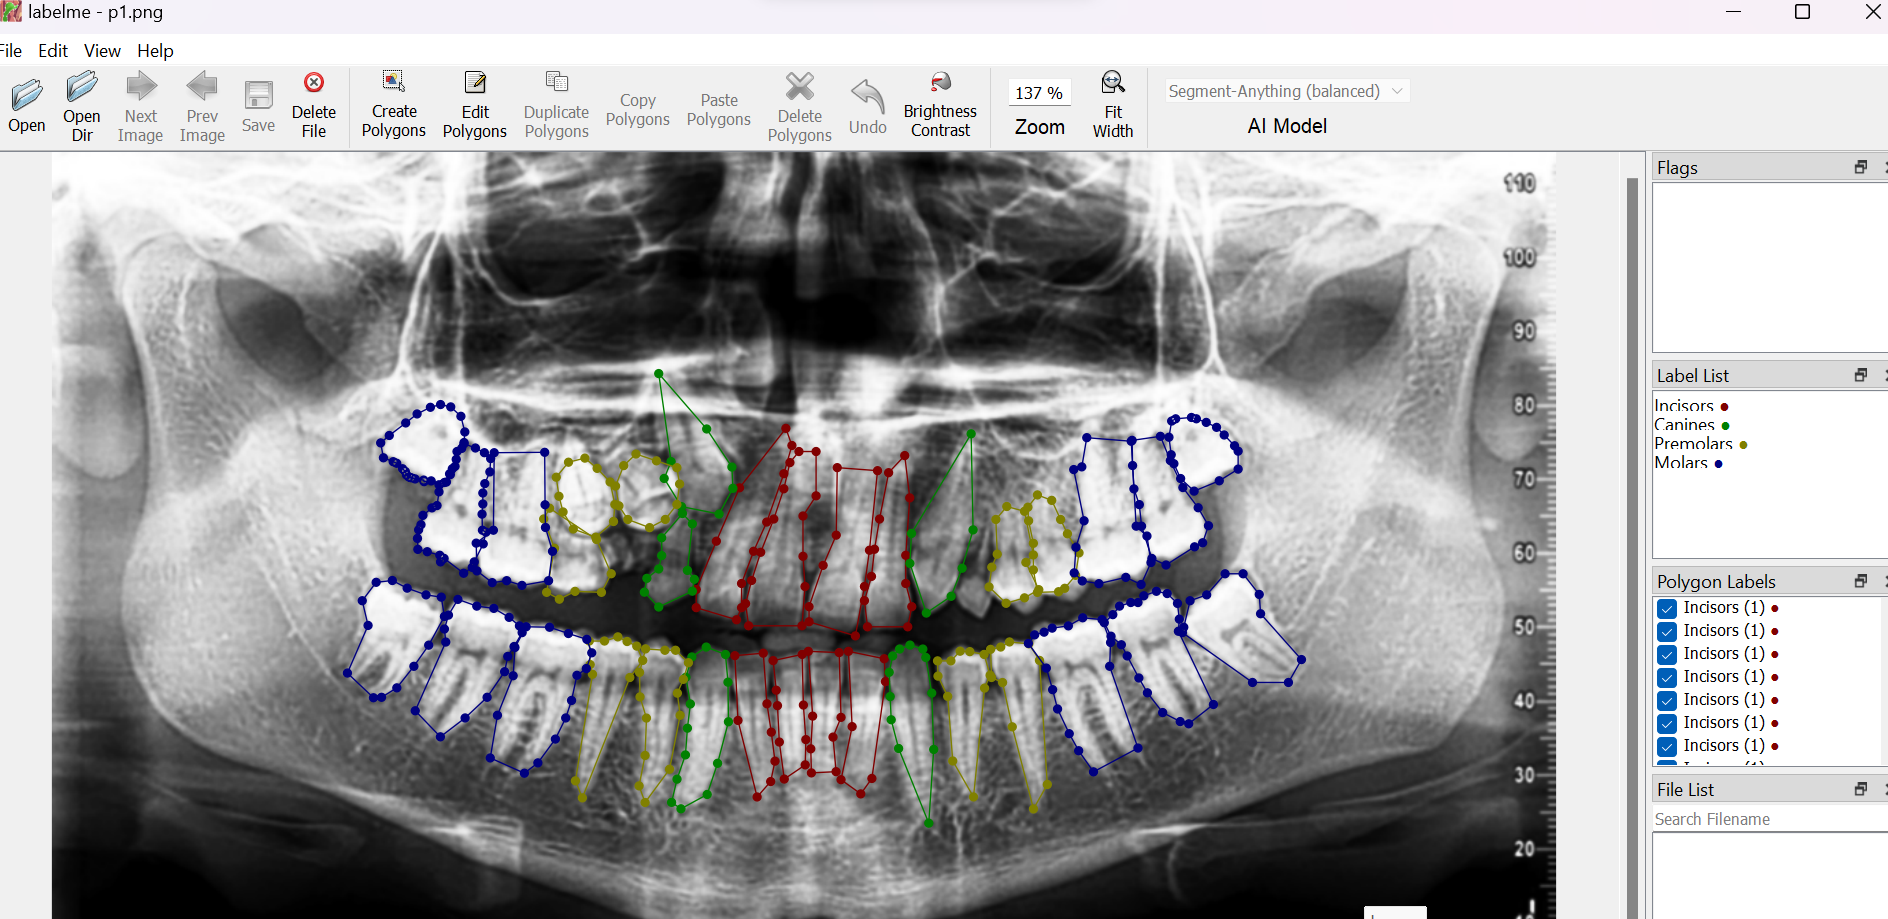 labelme - p1.png
File Edit View Help
Open
Open Dir
Next Image
Prev Image
Save
Delete File
Create Polygons
Edit Polygons
Duplicate Polygons
Copy Polygons
Paste Polygons
Delete Polygons
Undo
Brightness Contrast
137 %
Zoom
Fit Width
Segment-Anything (balanced)
AI Model
110
100
90
80
70
60
50
40
30
20
Flags
Label List
Incisors
Canines
Premolars
Molars
Polygon Labels
Incisors (1)
Incisors (1)
Incisors (1)
Incisors (1)
Incisors (1)
Incisors (1)
Incisors (1)
File List
Search Filename